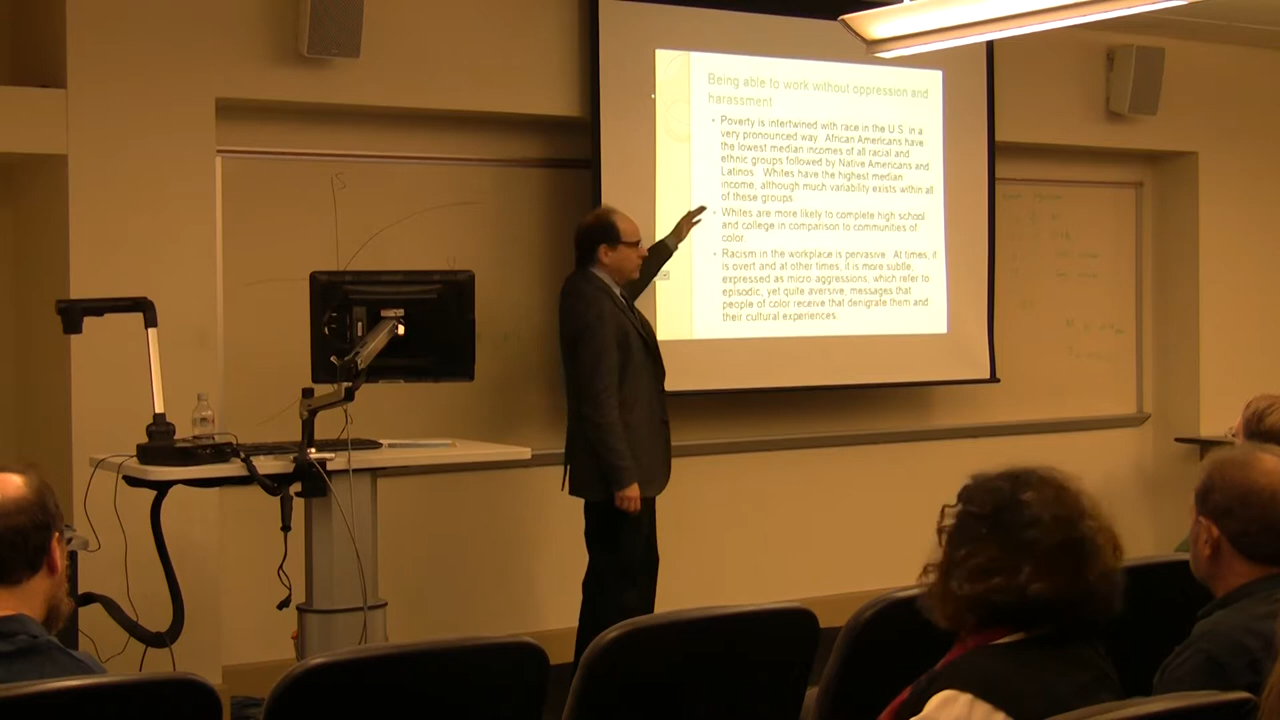 Being able to work without oppression and
harassment
Poverty is intertwined with race in the U.S. in a
very pronounced way. African Americans have
the lowest median incomes of all racial and
ethnic groups followed by Native Americans and
Latinos. Whites have the highest median
income, although much variability exists within all
of these groups.
Whites are more likely to complete high school
and college in comparison to communities of
color.
Racism in the workplace is pervasive. At times, it
is overt and at other times, it is more subtle,
expressed as micro aggressions, which refer to
episodic, yet quite aversive, messages that
people of color receive that denigrate them and
their cultural experiences.